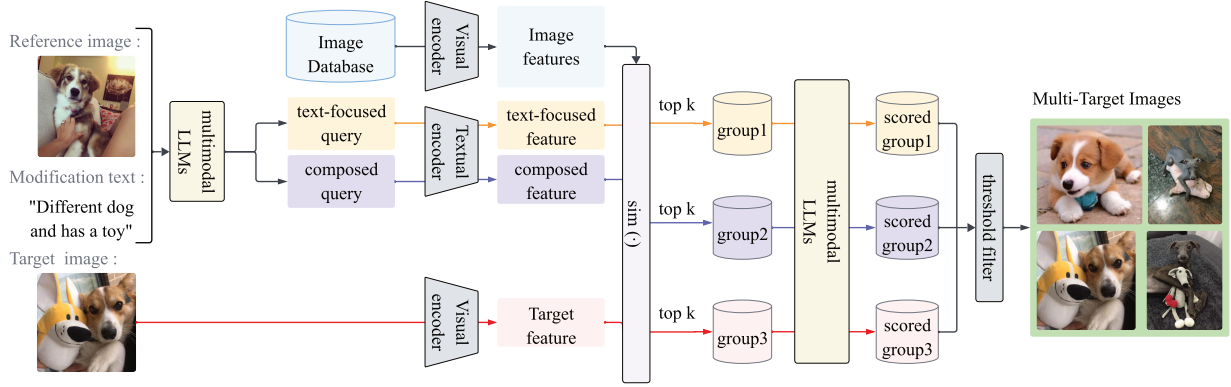 Reference image :
Modification text :
"Different dog
and has a toy"
Target image :
multimodal
LLMs
Image
Database
text-focused
query
composed
query
Visual
encoder
Textual
encoder
Visual
encoder
Image
features
text-focused
feature
composed
feature
Target
feature
sim (·)
top k
top k
top k
group1
group2
group3
multimodal
LLMs
scored
group1
scored
group2
scored
group3
threshold filter
Multi-Target Images